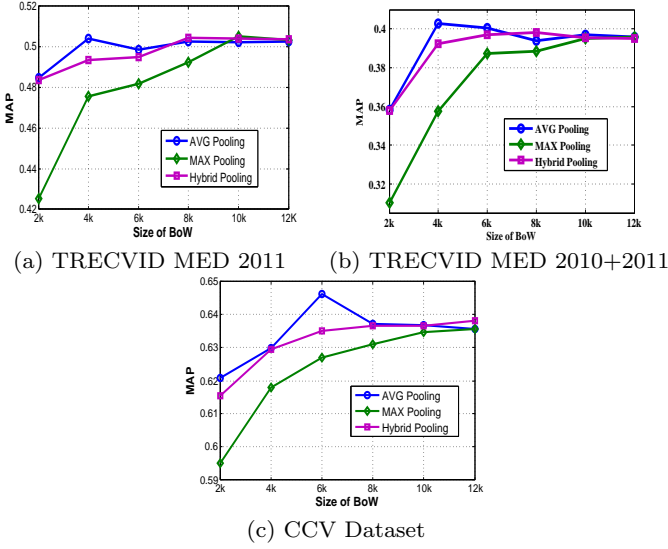 0.52
0.5
0.48
0.46
0.44
0.42
MAP
AVG Pooling
MAX Pooling
Hybrid Pooling
2k 4k 6k 8k 10k 12K
Size of BoW
(a) TRECVID MED 2011
0.4
0.36
0.32
MAP
AVG Pooling
MAX Pooling
Hybrid Pooling
2k 4k 6k 8k 10k 12k
Size of BoW
(b) TRECVID MED 2010+2011
0.65
0.64
0.63
0.62
0.61
0.6
0.59
MAP
AVG Pooling
MAX Pooling
Hybrid Pooling
2k 4k 6k 8k 10k 12k
Size of BoW
(c) CCV Dataset